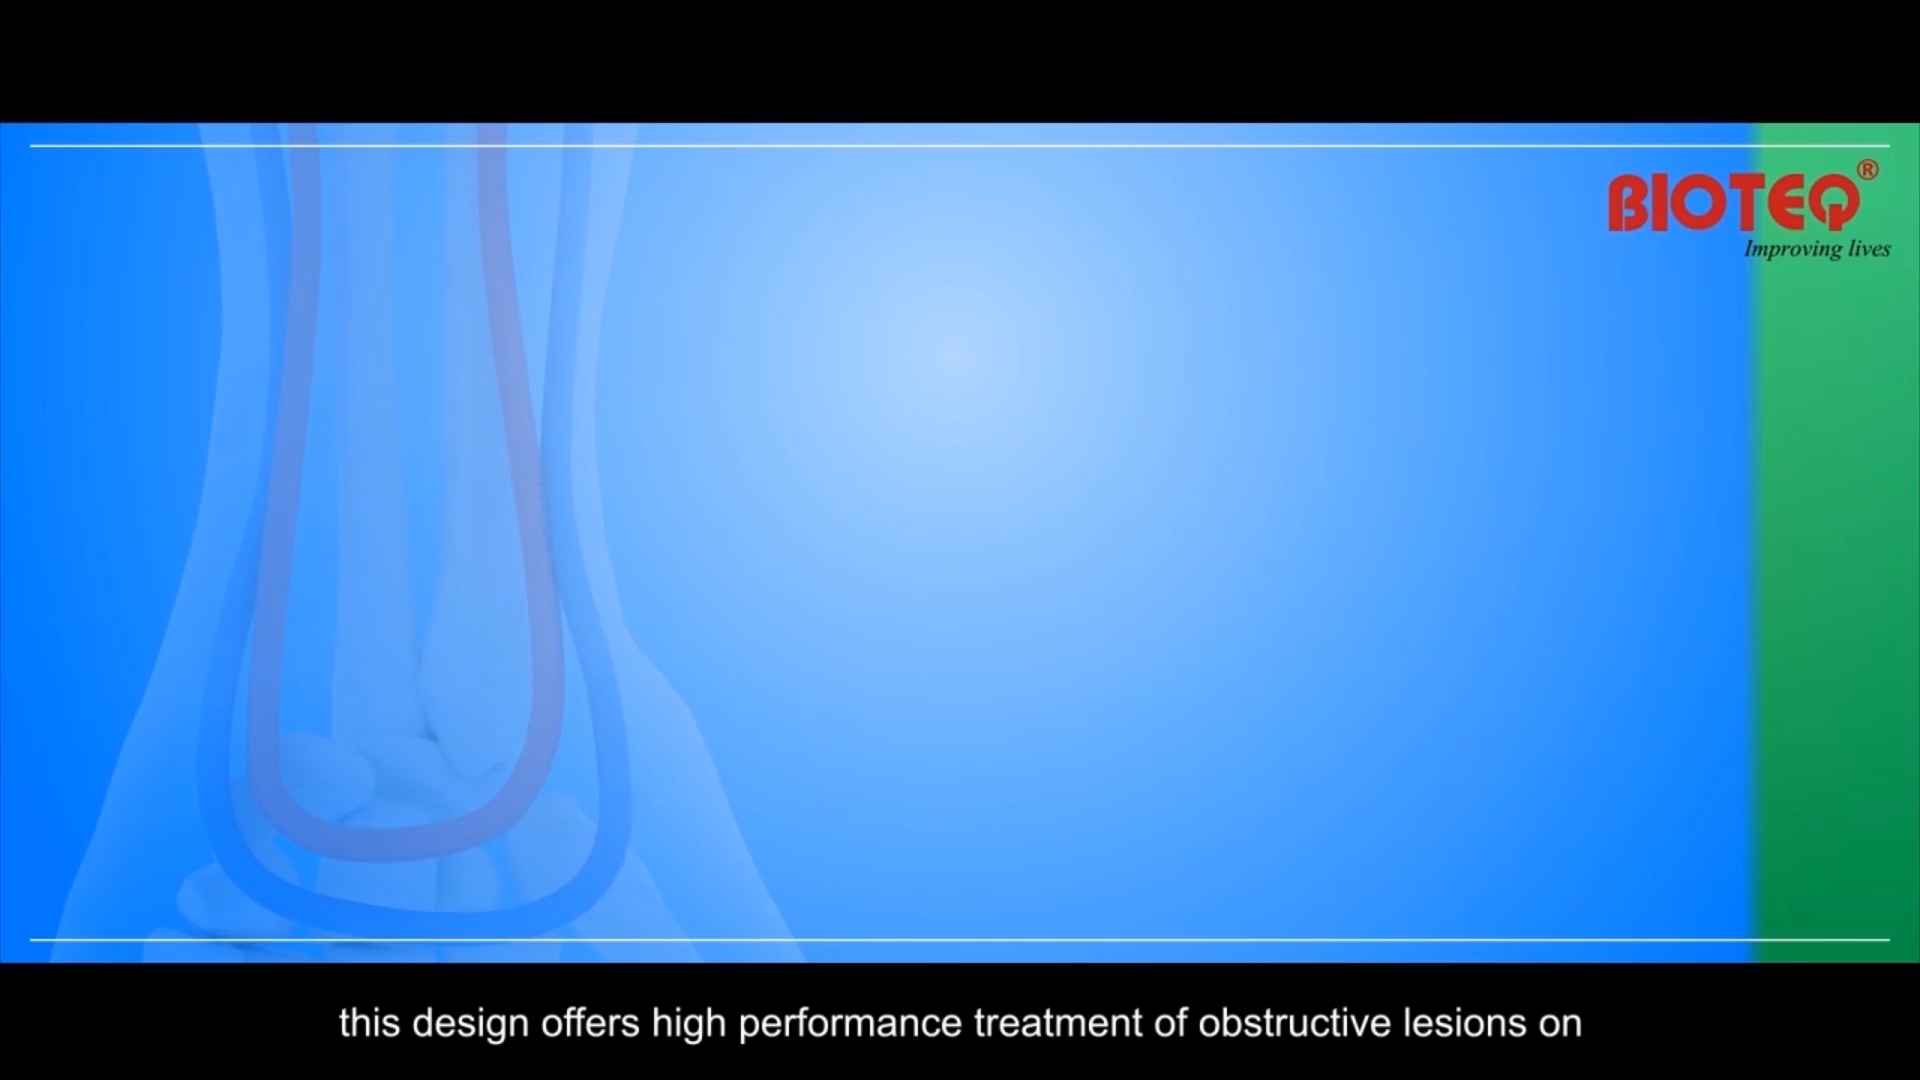 BIOTEQ®
Improving lives
this design offers high performance treatment of obstructive lesions on